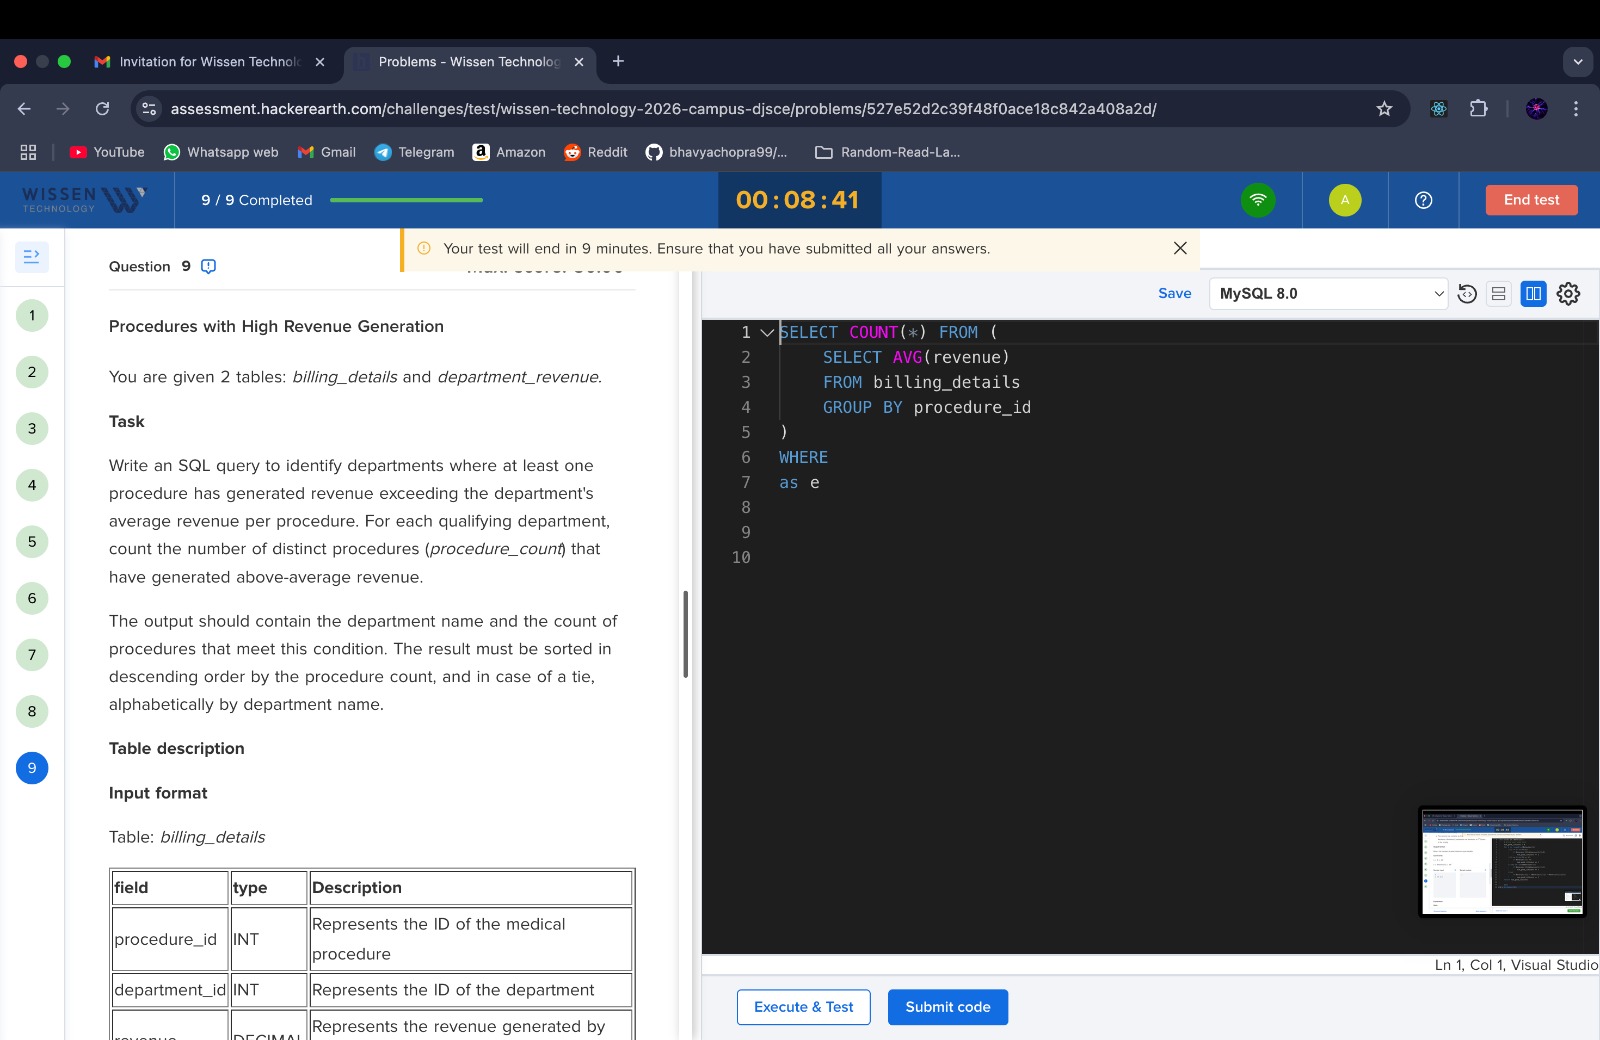 Invitation for Wissen Technolo
Problems - Wissen Technolog
assessment.hackerearth.com/challenges/test/wissen-technology-2026-campus-djsce/problems/527e52d2c39f48f0ace18c842a408a2d/
YouTube
Whatsapp web
Gmail
Telegram
Amazon
Reddit
bhavyachopra99/...
Random-Read-La...
WISSEN
TECHNOLOGY
9 / 9 Completed
00:08:41
A
End test
Your test will end in 9 minutes. Ensure that you have submitted all your answers.
Question 9
Save
MySQL 8.0
1
2
3
4
5
6
7
8
9
Procedures with High Revenue Generation
You are given 2 tables: billing_details and department_revenue.
Task
Write an SQL query to identify departments where at least one
procedure has generated revenue exceeding the department's
average revenue per procedure. For each qualifying department,
count the number of distinct procedures (procedure_count) that
have generated above-average revenue.
The output should contain the department name and the count of
procedures that meet this condition. The result must be sorted in
descending order by the procedure count, and in case of a tie,
alphabetically by department name.
Table description
Input format
Table: billing_details
field type Description
procedure_id INT Represents the ID of the medical
procedure
department_id INT Represents the ID of the department
revenue DECIMAL Represents the revenue generated by
1 SELECT COUNT(*) FROM (
2 SELECT AVG(revenue)
3 FROM billing_details
4 GROUP BY procedure_id
5 )
6 WHERE
7 as e
8
9
10
Ln 1, Col 1, Visual Studio
Execute & Test
Submit code